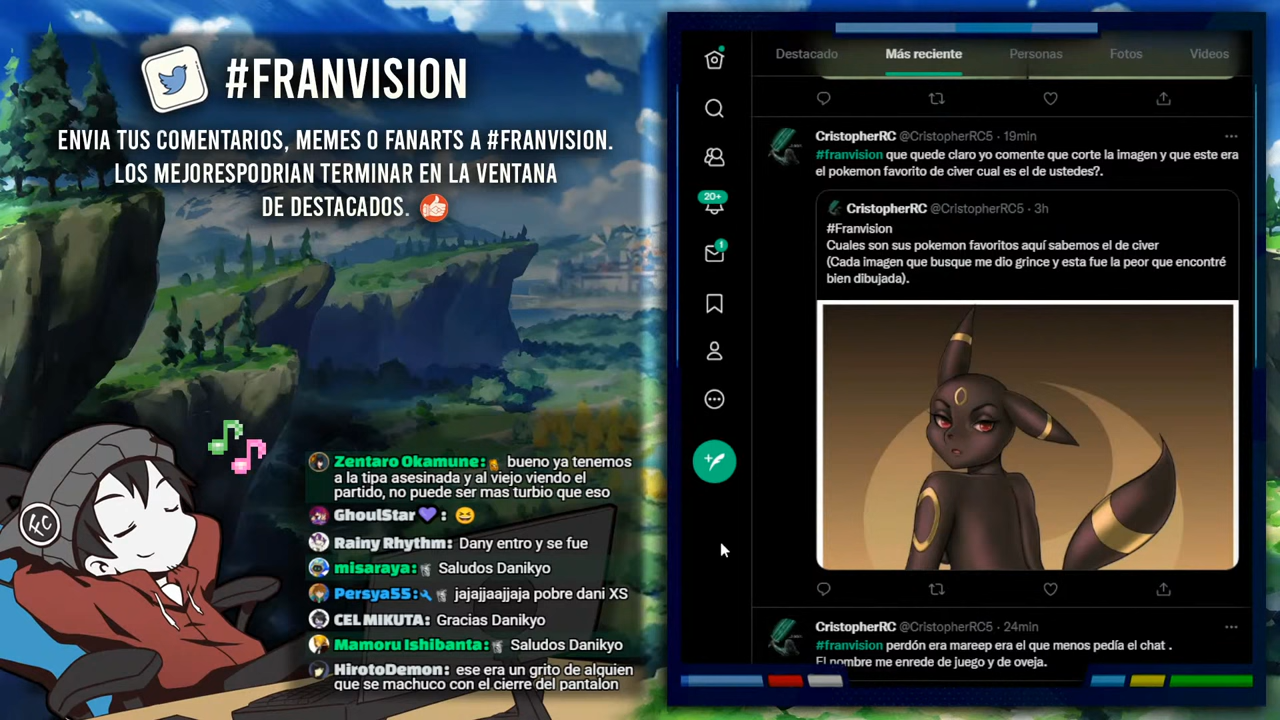 #FRANVISION
ENVIA TUS COMENTARIOS, MEMES O FANARTS A #FRANVISION.
LOS MEJORESPODRIAN TERMINAR EN LA VENTANA
DE DESTACADOS.
Zentaro Okamune: bueno ya tenemos
a la tipa asesinada y al viejo viendo el
partido, no puede ser mas turbio que eso
GhoulStar :
Rainy Rhythm: Dany entro y se fue
misaraya: Saludos Danikyo
Persya55: jajajjaajjaja pobre dani XS
CEL MIKUTA: Gracias Danikyo
Mamoru Ishibanta: Saludos Danikyo
HirotoDemon: ese era un grito de alguien
que se machuco con el cierre del pantalon
Destacado Más reciente Personas Fotos Videos
20+
1
CristopherRC @CristopherRC5 · 19min
#franvision que quede claro yo comente que corte la imagen y que este era
el pokemon favorito de civer cual es el de ustedes?.
CristopherRC @CristopherRC5 · 3h
#Franvision
Cuales son sus pokemon favoritos aquí sabemos el de civer
(Cada imagen que busque me dio grince y esta fue la peor que encontré
bien dibujada).
CristopherRC @CristopherRC5 · 24min
#franvision perdón era mareep era el que menos pedía el chat .
El nombre me enrede de juego y de oveja.